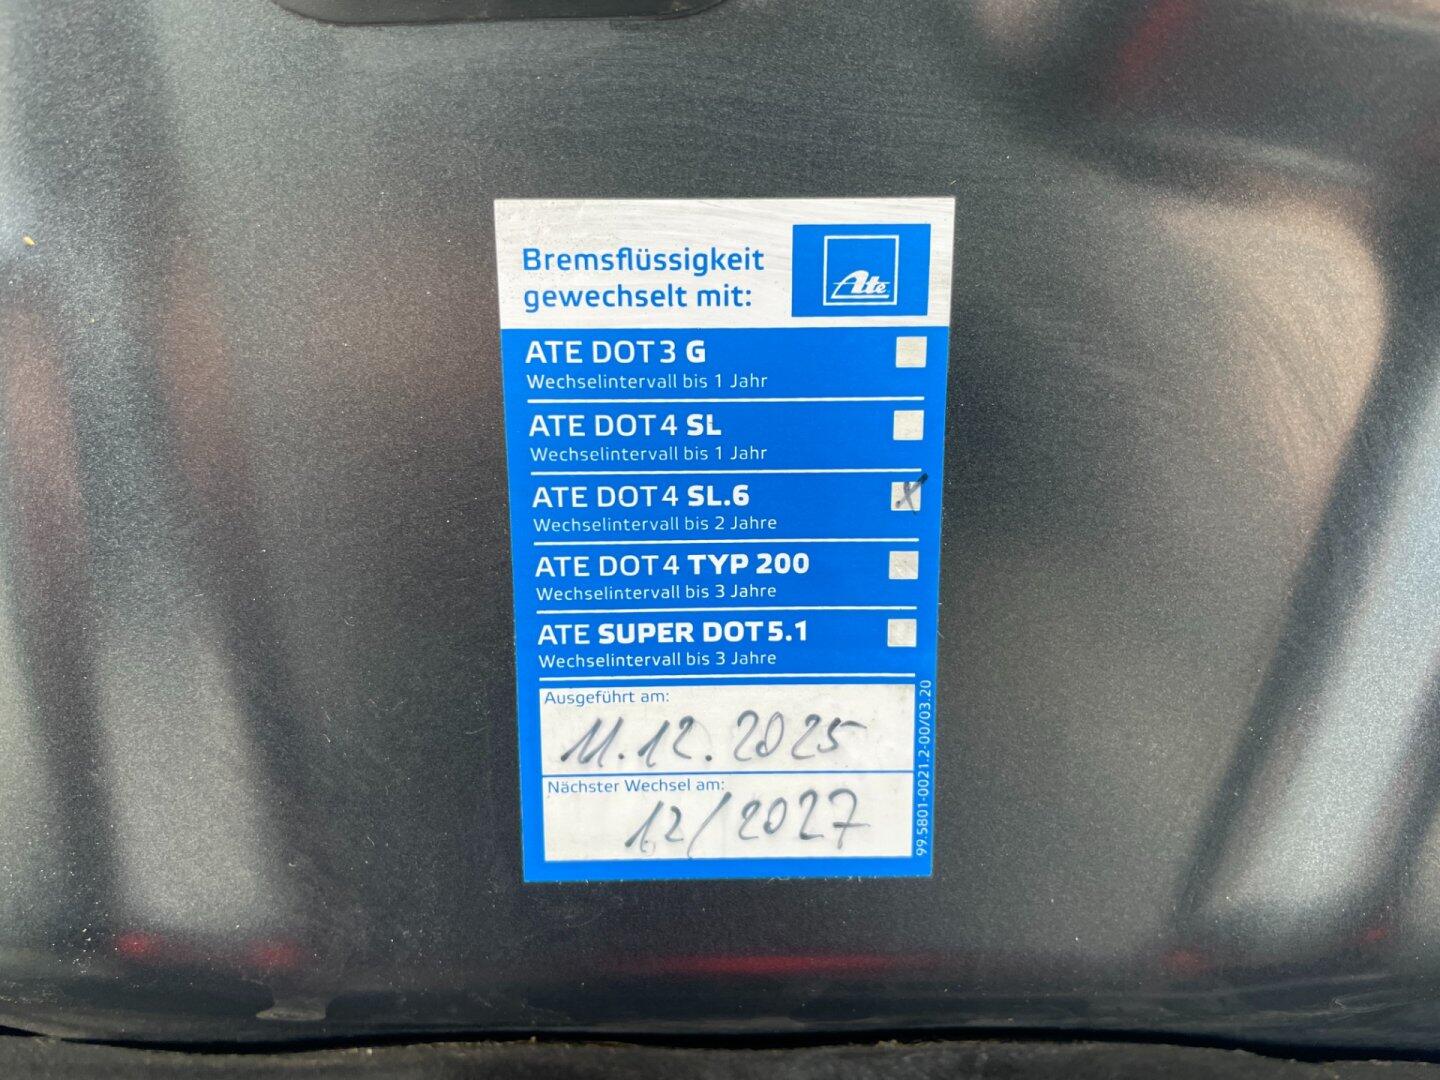 Bremsflüssigkeit
gewechselt mit:
Ate
ATE DOT 3 G
Wechselintervall bis 1 Jahr
ATE DOT 4 SL
Wechselintervall bis 1 Jahr
ATE DOT 4 SL.6
Wechselintervall bis 2 Jahre
ATE DOT 4 TYP 200
Wechselintervall bis 3 Jahre
ATE SUPER DOT 5.1
Wechselintervall bis 3 Jahre
Ausgeführt am:
11.12.2025
Nächster Wechsel am:
12/2027
99.5801-0021.2-00/03.20